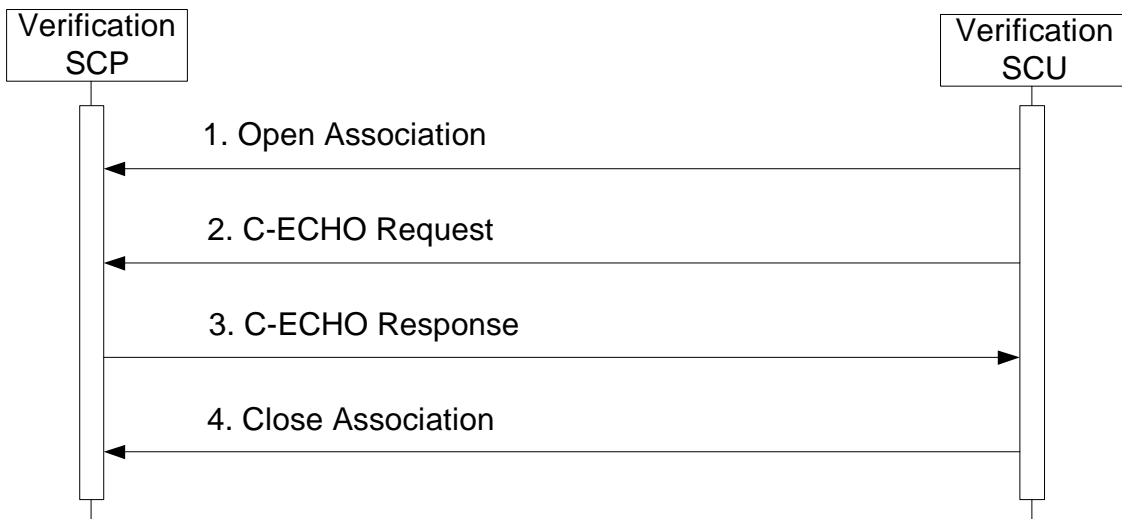 Verification
SCP
Verification
SCU
1. Open Association
2. C-ECHO Request
3. C-ECHO Response
4. Close Association